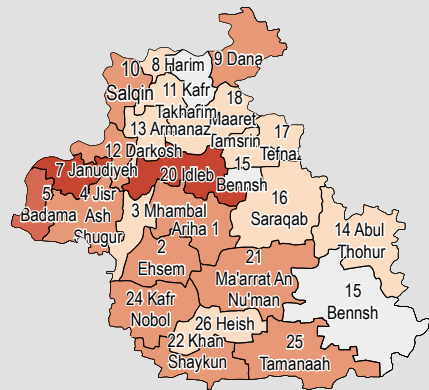 9 Dana
8 Harim
10
Salqin
11 Kafr
Takharim
18
Maaret
Tamsrin
13 Armanaz
17
Tefnaz
12 Darkosh
7 Janudiyeh
20 Idleb
15
Bennsh
5
Badama
4 Jisr
Ash
Shugur
3 Mhambal
Ariha 1
16
Saraqab
14 Abul
Thohur
2
Ehsem
21
Ma'arrat An
Nu'man
15
Bennsh
24 Kafr
Nobol
26 Heish
22 Khan
Shaykun
25
Tamanaah